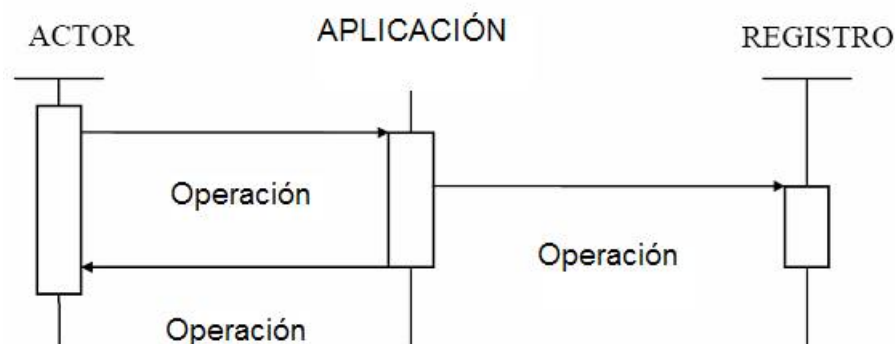 ACTOR
APLICACIÓN
REGISTRO
Operación
Operación
Operación